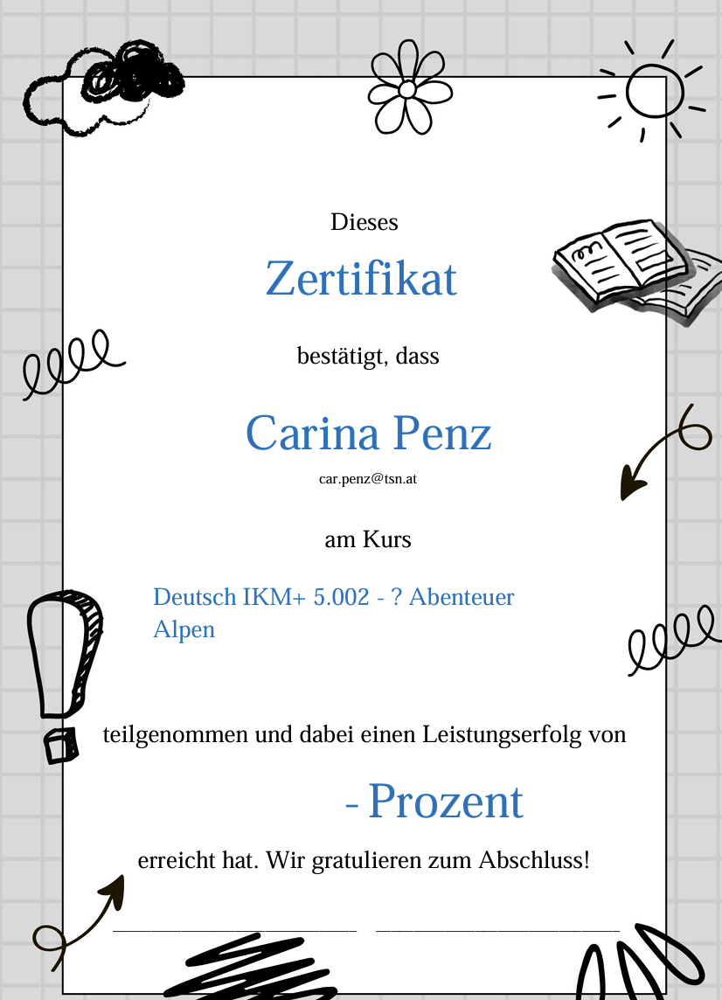 Dieses
Zertifikat
bestätigt, dass
Carina Penz
car.penz@tsn.at
am Kurs
Deutsch IKM+ 5.002 - ? Abenteuer
Alpen
teilgenommen und dabei einen Leistungserfolg von
- Prozent
erreicht hat. Wir gratulieren zum Abschluss!